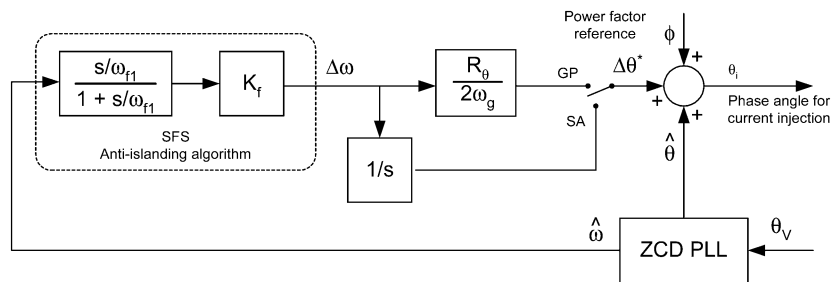 Power factor
reference
s/ω_f1
1 + s/ω_f1
K_f
Δω
R_θ
2ω_g
GP
Δθ*
ϕ
+
+
+
θ_i
Phase angle for
current injection
SA
SFS
Anti-islanding algorithm
1/s
θ̂
ω̂
ZCD PLL
θ_V